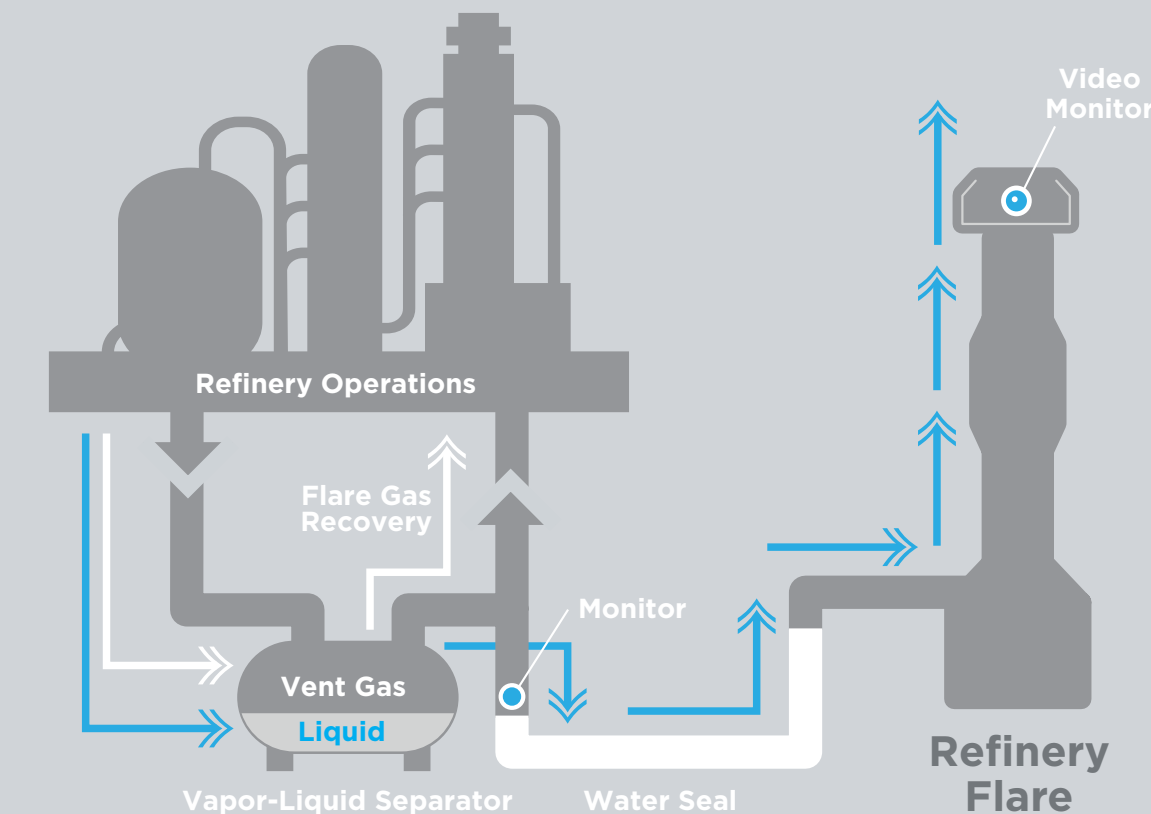 Video
Monitor
Refinery Operations
Flare Gas
Recovery
Monitor
Vent Gas
Liquid
Vapor-Liquid Separator
Water Seal
Refinery
Flare